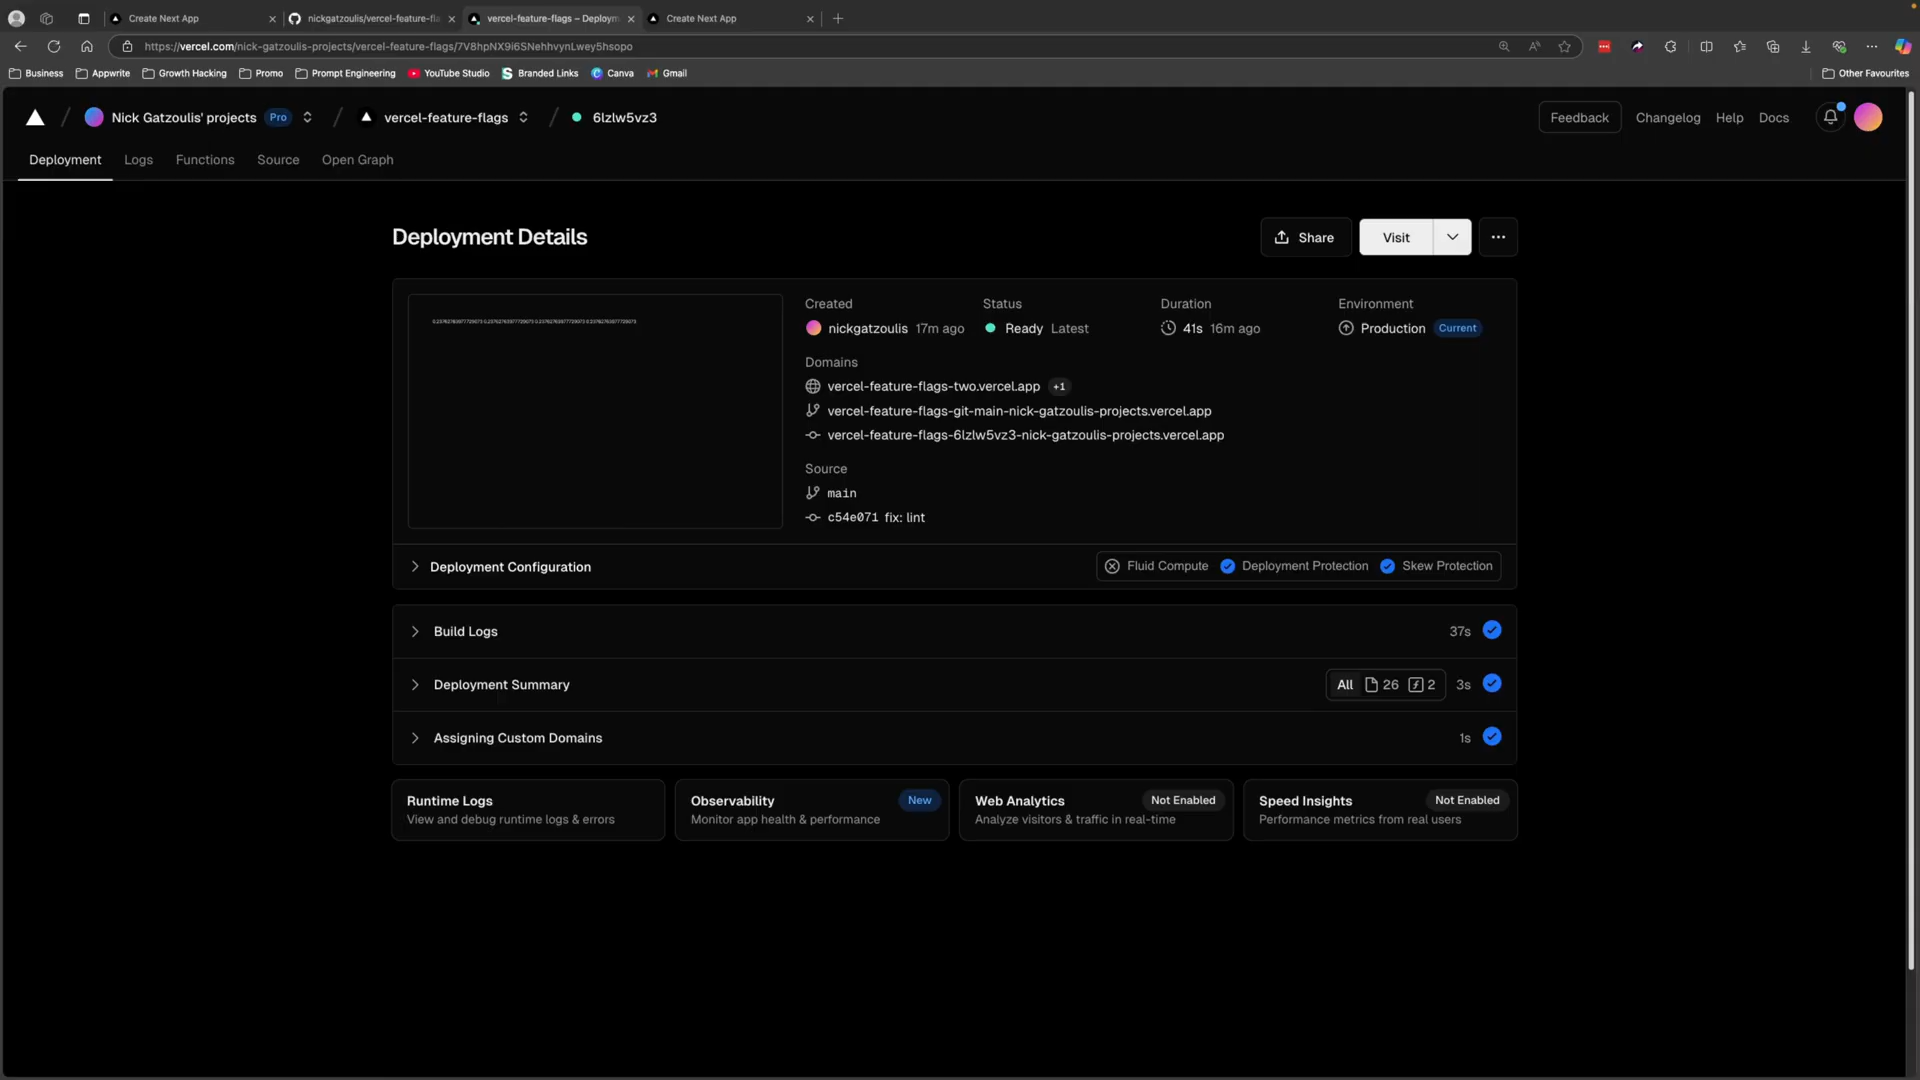 Create Next App
nickgatzoulis/vercel-feature-fla
vercel-feature-flags – Deploym
Create Next App
https://vercel.com/nick-gatzoulis-projects/vercel-feature-flags/7V8hpNX9i6SNehhvynLwey5hsopo
Business Appwrite Growth Hacking Promo Prompt Engineering YouTube Studio Branded Links Canva Gmail Other Favourites
Nick Gatzoulis' projects Pro / vercel-feature-flags / 6lzlw5vz3
Feedback Changelog Help Docs
Deployment Logs Functions Source Open Graph
Deployment Details
Share Visit
Created Status Duration Environment
nickgatzoulis 17m ago Ready Latest 41s 16m ago Production Current
Domains
vercel-feature-flags-two.vercel.app +1
vercel-feature-flags-git-main-nick-gatzoulis-projects.vercel.app
vercel-feature-flags-6lzlw5vz3-nick-gatzoulis-projects.vercel.app
Source
main
c54e071 fix: lint
Deployment Configuration Fluid Compute Deployment Protection Skew Protection
Build Logs 37s
Deployment Summary All 26 2 3s
Assigning Custom Domains 1s
Runtime Logs
View and debug runtime logs & errors
Observability New
Monitor app health & performance
Web Analytics Not Enabled
Analyze visitors & traffic in real-time
Speed Insights Not Enabled
Performance metrics from real users